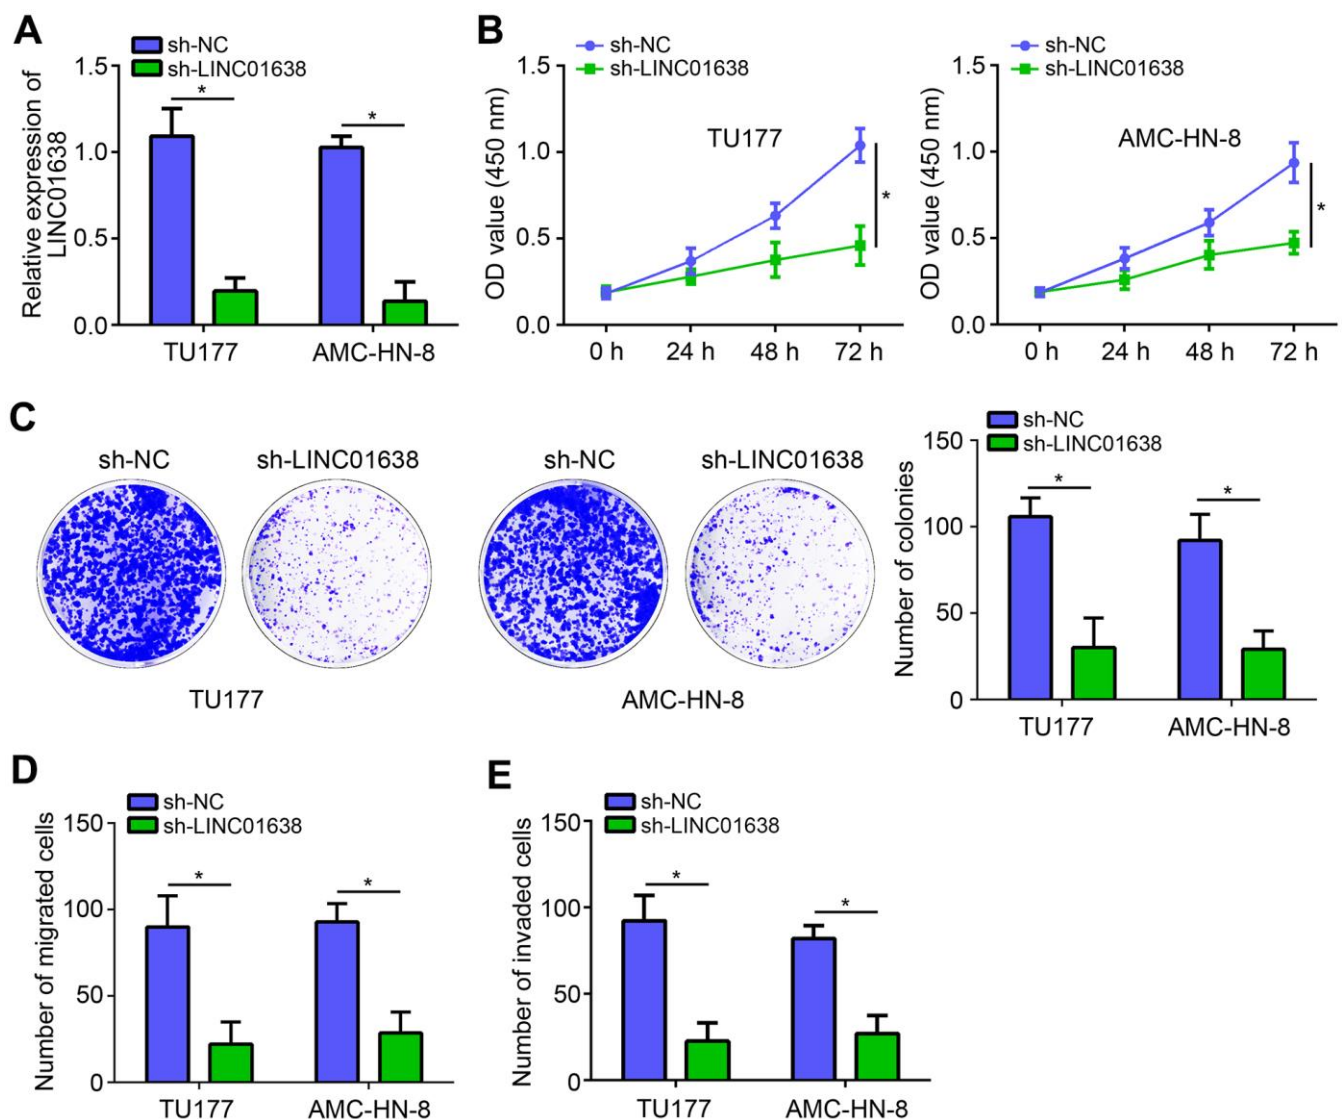 A
sh-NC
sh-LINC01638
Relative expression of
LINC01638
1.5
1.0
0.5
0.0
*
*
TU177
AMC-HN-8
B
sh-NC
sh-LINC01638
OD value (450 nm)
1.5
1.0
0.5
0.0
TU177
*
0 h
24 h
48 h
72 h
sh-NC
sh-LINC01638
OD value (450 nm)
1.5
1.0
0.5
0.0
AMC-HN-8
*
0 h
24 h
48 h
72 h
C
sh-NC
sh-LINC01638
TU177
sh-NC
sh-LINC01638
AMC-HN-8
sh-NC
sh-LINC01638
Number of colonies
150
100
50
0
*
*
TU177
AMC-HN-8
D
sh-NC
sh-LINC01638
Number of migrated cells
150
100
50
0
*
*
TU177
AMC-HN-8
E
sh-NC
sh-LINC01638
Number of invaded cells
150
100
50
0
*
*
TU177
AMC-HN-8